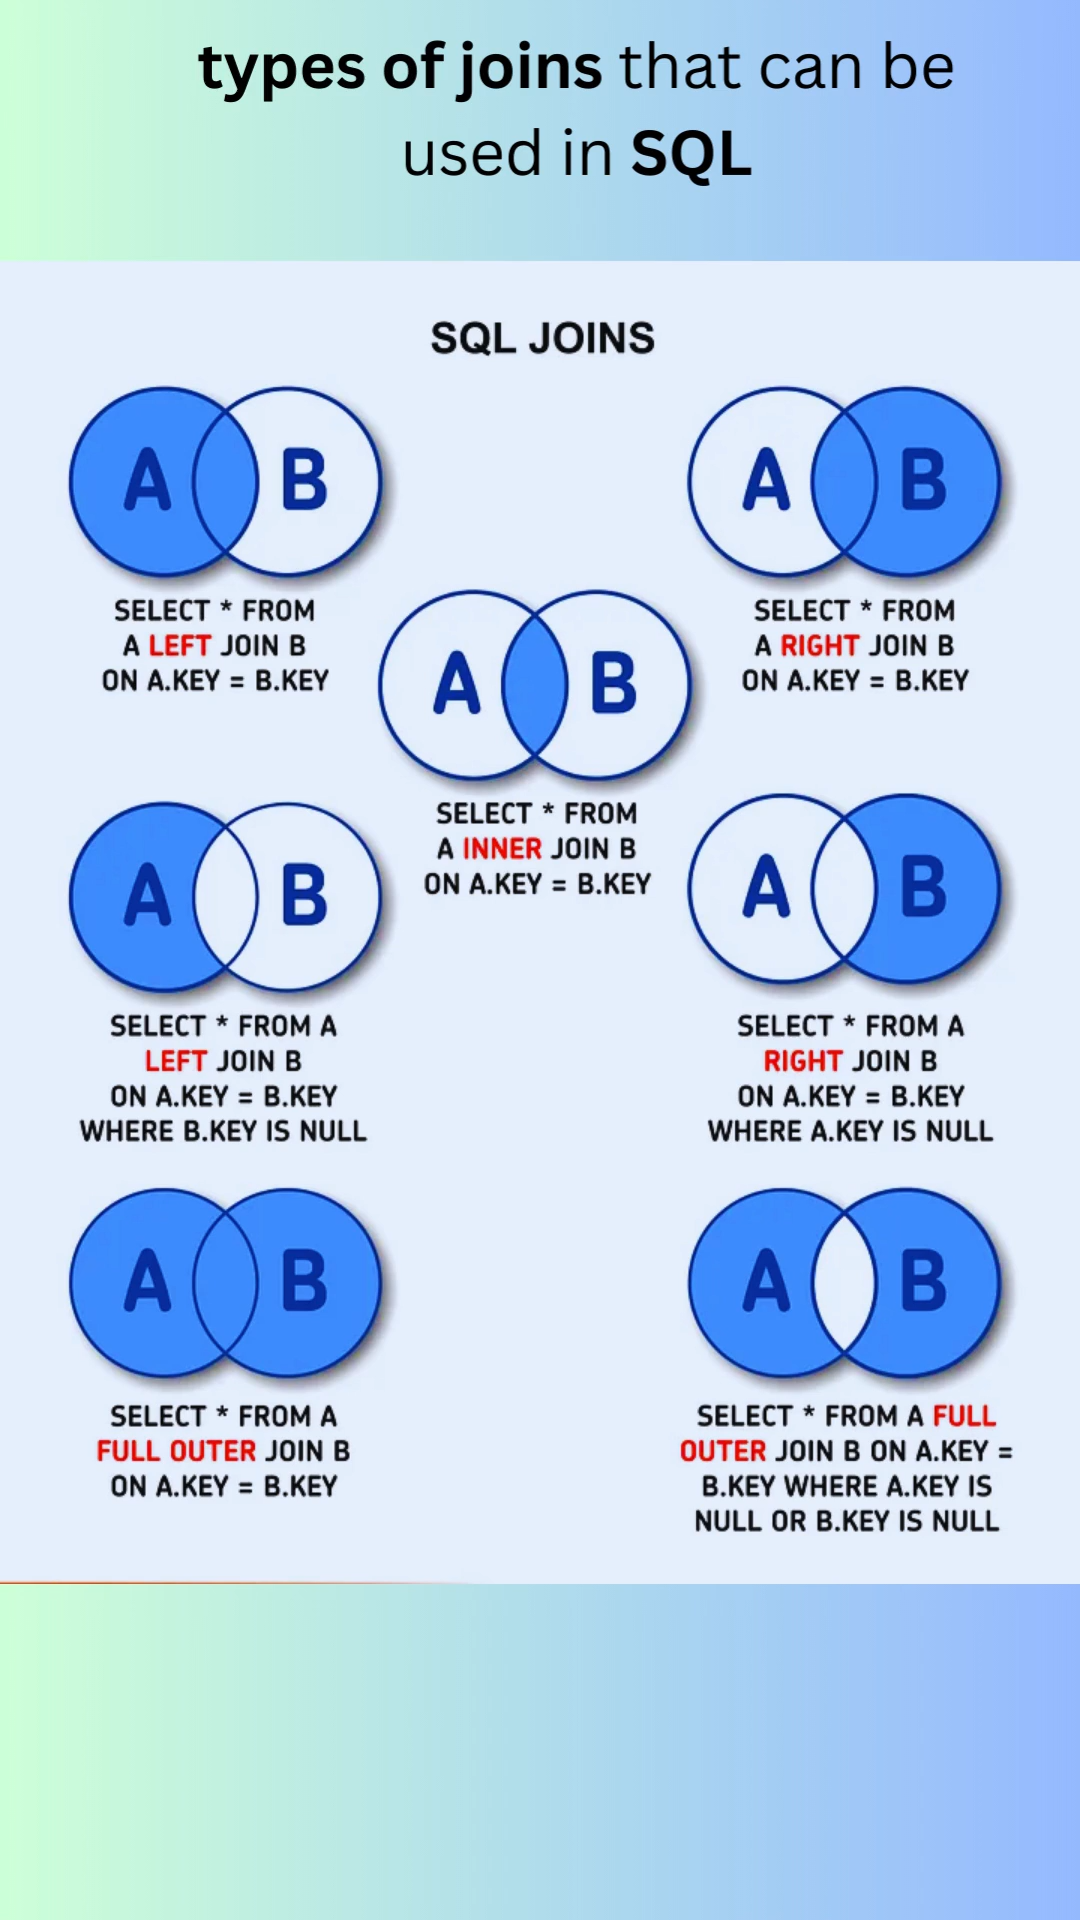 types of joins that can be
used in SQL
SQL JOINS
A B
SELECT * FROM
A LEFT JOIN B
ON A.KEY = B.KEY
A B
SELECT * FROM
A RIGHT JOIN B
ON A.KEY = B.KEY
A B
SELECT * FROM
A INNER JOIN B
ON A.KEY = B.KEY
A B
SELECT * FROM A
LEFT JOIN B
ON A.KEY = B.KEY
WHERE B.KEY IS NULL
A B
SELECT * FROM A
RIGHT JOIN B
ON A.KEY = B.KEY
WHERE A.KEY IS NULL
A B
SELECT * FROM A
FULL OUTER JOIN B
ON A.KEY = B.KEY
A B
SELECT * FROM A FULL
OUTER JOIN B ON A.KEY =
B.KEY WHERE A.KEY IS
NULL OR B.KEY IS NULL